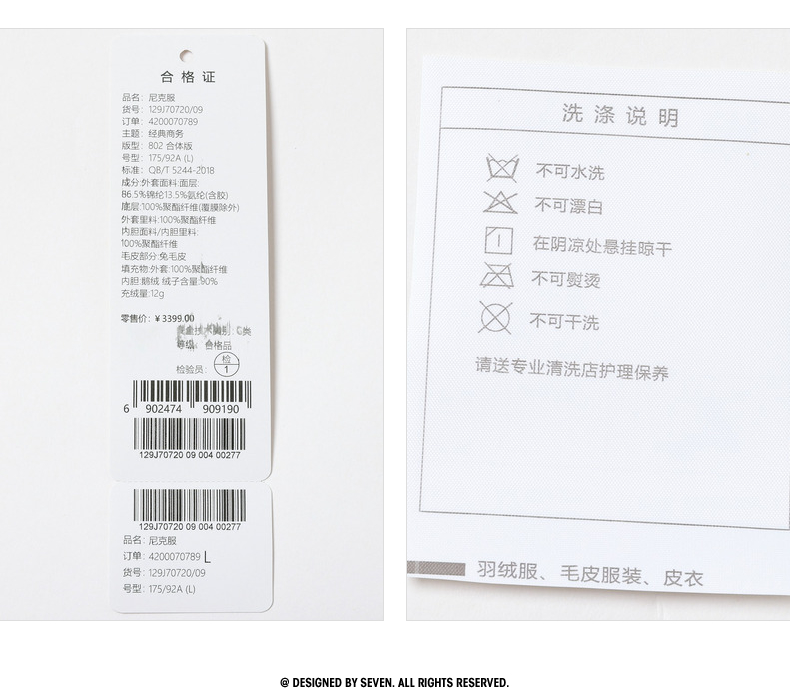 合格证
品名: 尼克服
货号: 129J70720/09
订单: 4200070789
主题: 经典商务
版型: 802 合体版
号型: 175/92A (L)
标准: QB/T 5244-2018
成分:外套面料:面层:
86.5%锦纶13.5%氨纶(含胶)
底层:100%聚酯纤维(覆膜除外)
外套里料:100%聚酯纤维
内胆面料/内胆里料:
100%聚酯纤维
毛皮部分:兔毛皮
填充物:外套:100%聚酯纤维
内胆:鹅绒 绒子含量:90%
充绒量:12g
零售价: ¥3399.00
类别: C类
等级: 合格品
检验员: 检 1
6 902474 909190
129J70720 09 004 00277
129J70720 09 004 00277
品名: 尼克服
订单: 4200070789 L
货号: 129J70720/09
号型: 175/92A (L)
洗涤说明
不可水洗
不可漂白
在阴凉处悬挂晾干
不可熨烫
不可干洗
请送专业清洗店护理保养
羽绒服、毛皮服装、皮衣
@ DESIGNED BY SEVEN. ALL RIGHTS RESERVED.